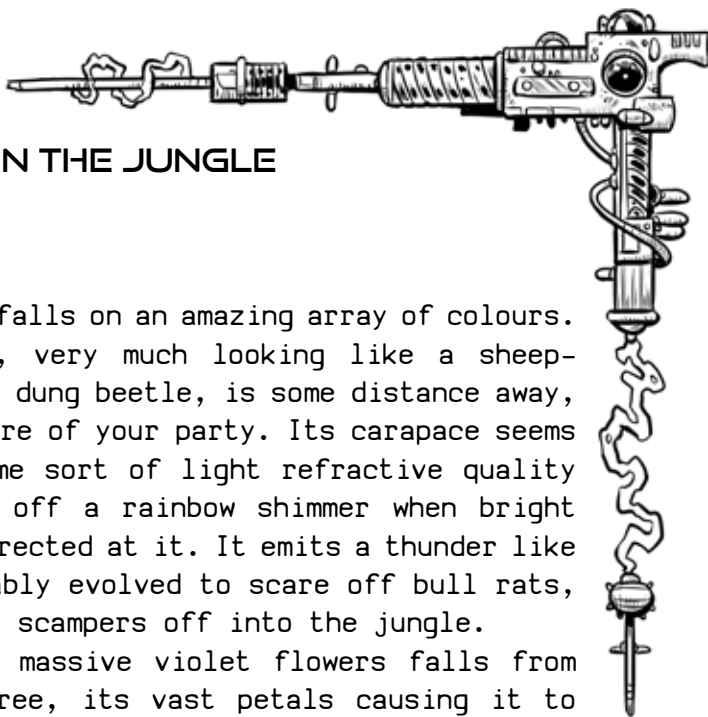 N THE JUNGLE
falls on an amazing array of colours.
, very much looking like a sheep-
dung beetle, is some distance away,
re of your party. Its carapace seems
me sort of light refractive quality
off a rainbow shimmer when bright
rected at it. It emits a thunder like
ably evolved to scare off bull rats,
scampers off into the jungle.
massive violet flowers falls from
ree, its vast petals causing it to